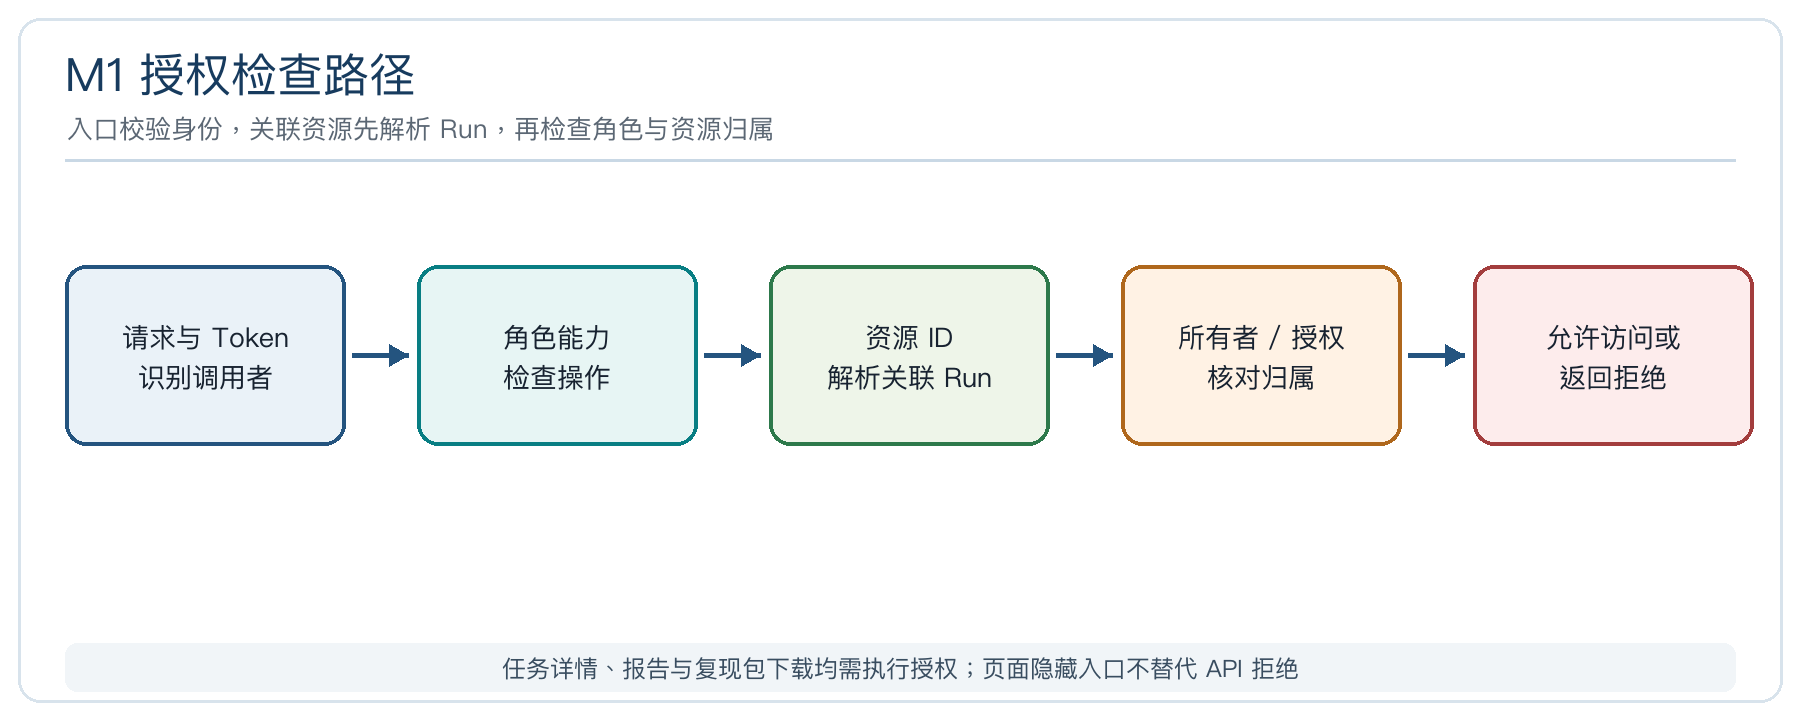 M1 授权检查路径
入口校验身份，关联资源先解析 Run，再检查角色与资源归属
请求与 Token
识别调用者
角色能力
检查操作
资源 ID
解析关联 Run
所有者 / 授权
核对归属
允许访问或
返回拒绝
任务详情、报告与复现包下载均需执行授权；页面隐藏入口不替代 API 拒绝